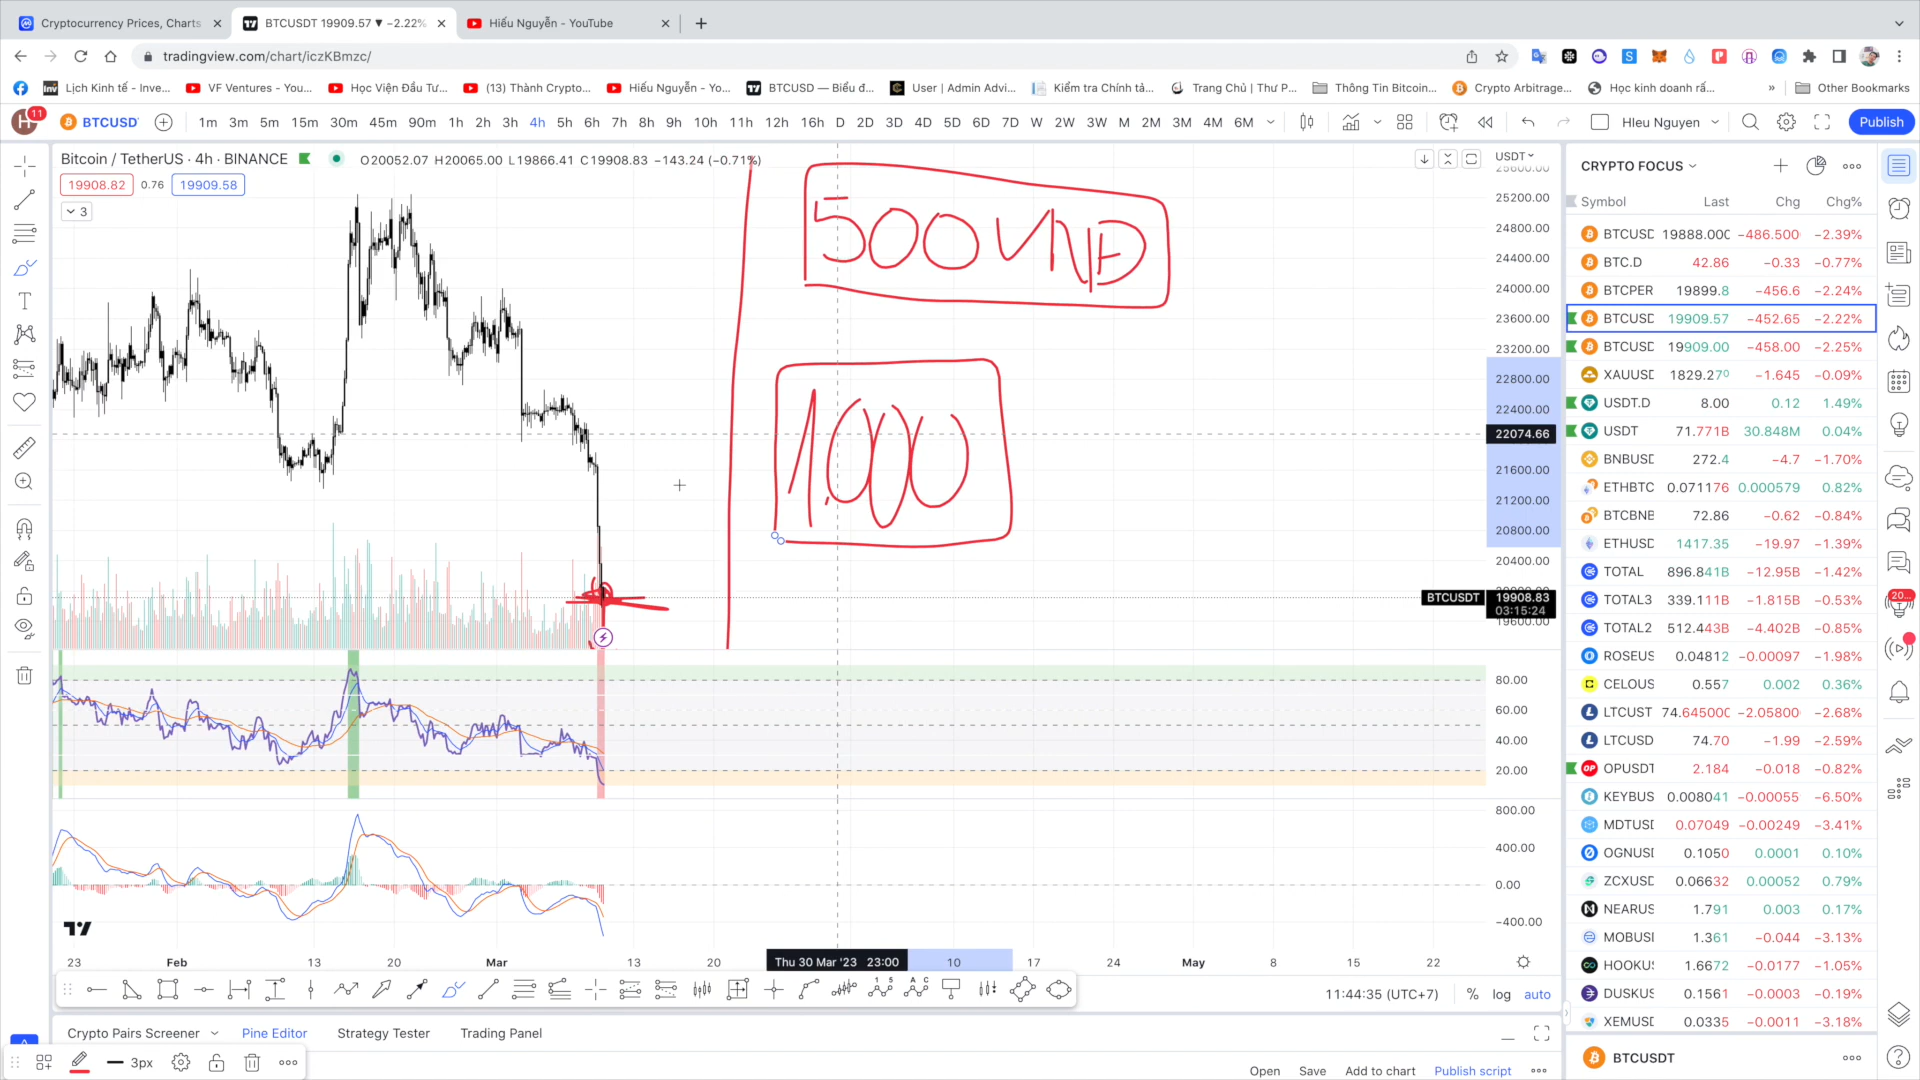 Cryptocurrency Prices, Charts
BTCUSDT 19909.57 ▼ −2.22%
Hiếu Nguyễn - YouTube
tradingview.com/chart/iczKBmzc/
Lịch Kinh tế - Inve...
VF Ventures - You...
Học Viện Đầu Tư...
(13) Thành Crypto...
Hiếu Nguyễn - Yo...
BTCUSD — Biểu đ...
User | Admin Advi...
Kiểm tra Chính tả...
Trang Chủ | Thư P...
Thông Tin Bitcoin...
Crypto Arbitrage...
Học kinh doanh rấ...
»
Other Bookmarks
H 11 BTCUSD 1m 3m 5m 15m 30m 45m 90m 1h 2h 3h 4h 5h 6h 7h 8h 9h 10h 11h 12h 16h D 2D 3D 4D 5D 6D 7D W 2W 3W M 2M 3M 4M 6M HIeu Nguyen Publish
Bitcoin / TetherUS · 4h · BINANCE O20052.07 H20065.00 L19866.41 C19908.83 −143.24 (−0.71%)
19908.82 0.76 19909.58
3
500 VNĐ
1.000
USDT
25600.00
25200.00
24800.00
24400.00
24000.00
23600.00
23200.00
22800.00
22400.00
22074.66
21600.00
21200.00
20800.00
20400.00
BTCUSDT 19908.83
03:15:24
19600.00
80.00
60.00
40.00
20.00
800.00
400.00
0.00
−400.00
23 Feb 13 20 Mar 13 20 Thu 30 Mar '23 23:00 10 17 24 May 8 15 22
11:44:35 (UTC+7) % log auto
Crypto Pairs Screener Pine Editor Strategy Tester Trading Panel
3px
Open Save Add to chart Publish script
CRYPTO FOCUS
Symbol Last Chg Chg%
BTCUSD 19888.000 −486.500 −2.39%
BTC.D 42.86 −0.33 −0.77%
BTCPER 19899.8 −456.6 −2.24%
BTCUSD 19909.57 −452.65 −2.22%
BTCUSD 19909.00 −458.00 −2.25%
XAUUSD 1829.270 −1.645 −0.09%
USDT.D 8.00 0.12 1.49%
USDT 71.771B 30.848M 0.04%
BNBUSD 272.4 −4.7 −1.70%
ETHBTC 0.071176 0.000579 0.82%
BTCBNB 72.86 −0.62 −0.84%
ETHUSD 1417.35 −19.97 −1.39%
TOTAL 896.841B −12.95B −1.42%
TOTAL3 339.111B −1.815B −0.53%
TOTAL2 512.443B −4.402B −0.85%
ROSEUS 0.04812 −0.00097 −1.98%
CELOUS 0.557 0.002 0.36%
LTCUST 74.645000 −2.05800 −2.68%
LTCUSD 74.70 −1.99 −2.59%
OPUSDT 2.184 −0.018 −0.82%
KEYBUS 0.008041 −0.00055 −6.50%
MDTUSD 0.07049 −0.00249 −3.41%
OGNUSD 0.1050 0.0001 0.10%
ZCXUSD 0.06632 0.00052 0.79%
NEARUS 1.791 0.003 0.17%
MOBUSD 1.361 −0.044 −3.13%
HOOKUS 1.6672 −0.0177 −1.05%
DUSKUS 0.1561 −0.0003 −0.19%
XEMUSD 0.0335 −0.0011 −3.18%
BTCUSDT